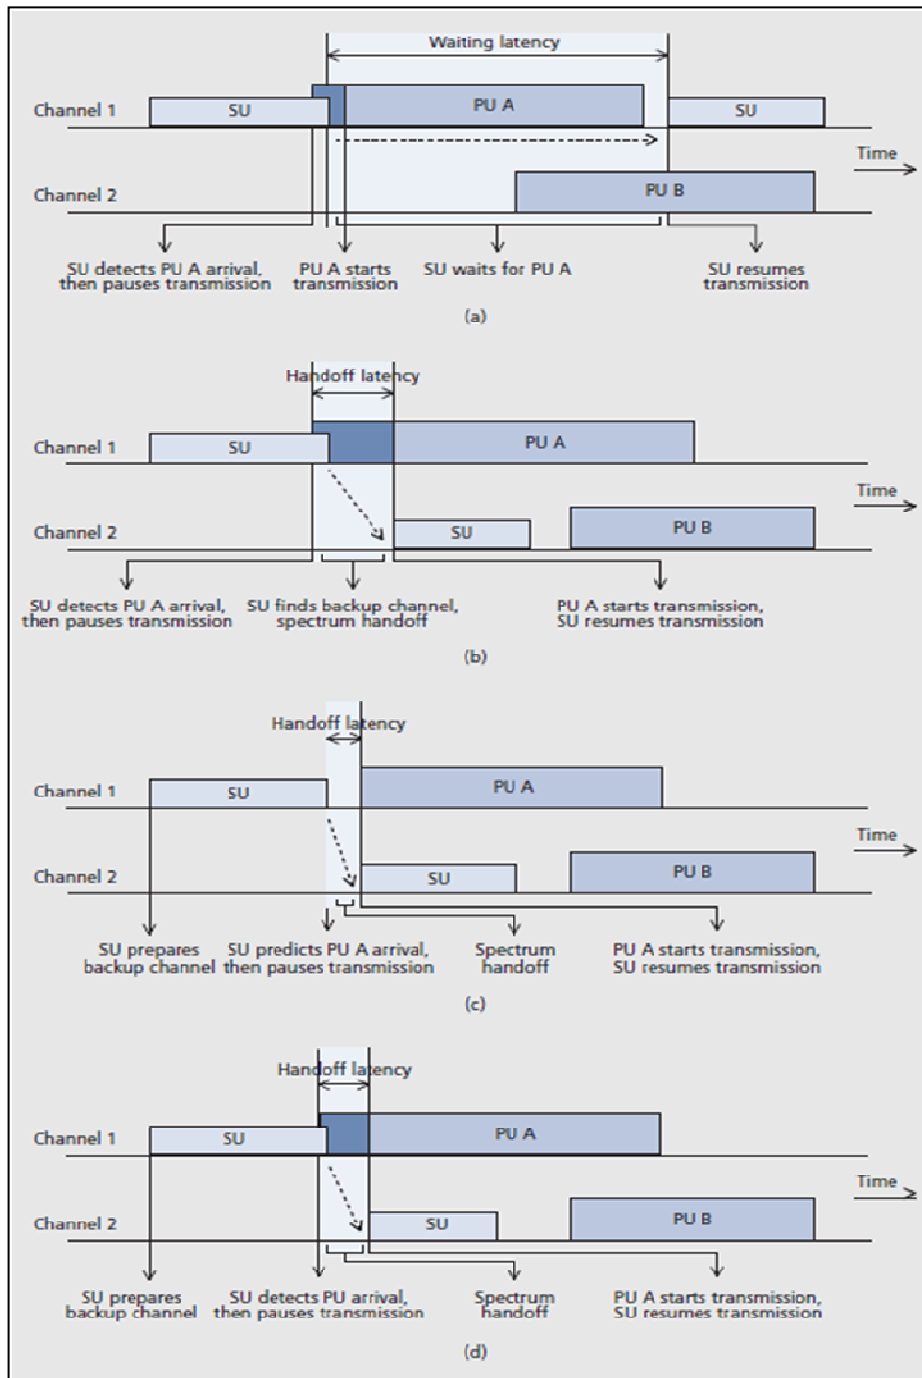 Waiting latency
Channel 1
SU
PU A
SU
Time
Channel 2
PU B
SU detects PU A arrival,
then pauses transmission
PU A starts
transmission
SU waits for PU A
SU resumes
transmission
(a)
Handoff latency
Channel 1
SU
PU A
Time
Channel 2
SU
PU B
SU detects PU A arrival,
then pauses transmission
SU finds backup channel,
spectrum handoff
PU A starts transmission,
SU resumes transmission
(b)
Handoff latency
Channel 1
SU
PU A
Time
Channel 2
SU
PU B
SU prepares
backup channel
SU predicts PU A arrival,
then pauses transmission
Spectrum
handoff
PU A starts transmission,
SU resumes transmission
(c)
Handoff latency
Channel 1
SU
PU A
Time
Channel 2
SU
PU B
SU prepares
backup channel
SU detects PU arrival,
then pauses transmission
Spectrum
handoff
PU A starts transmission,
SU resumes transmission
(d)